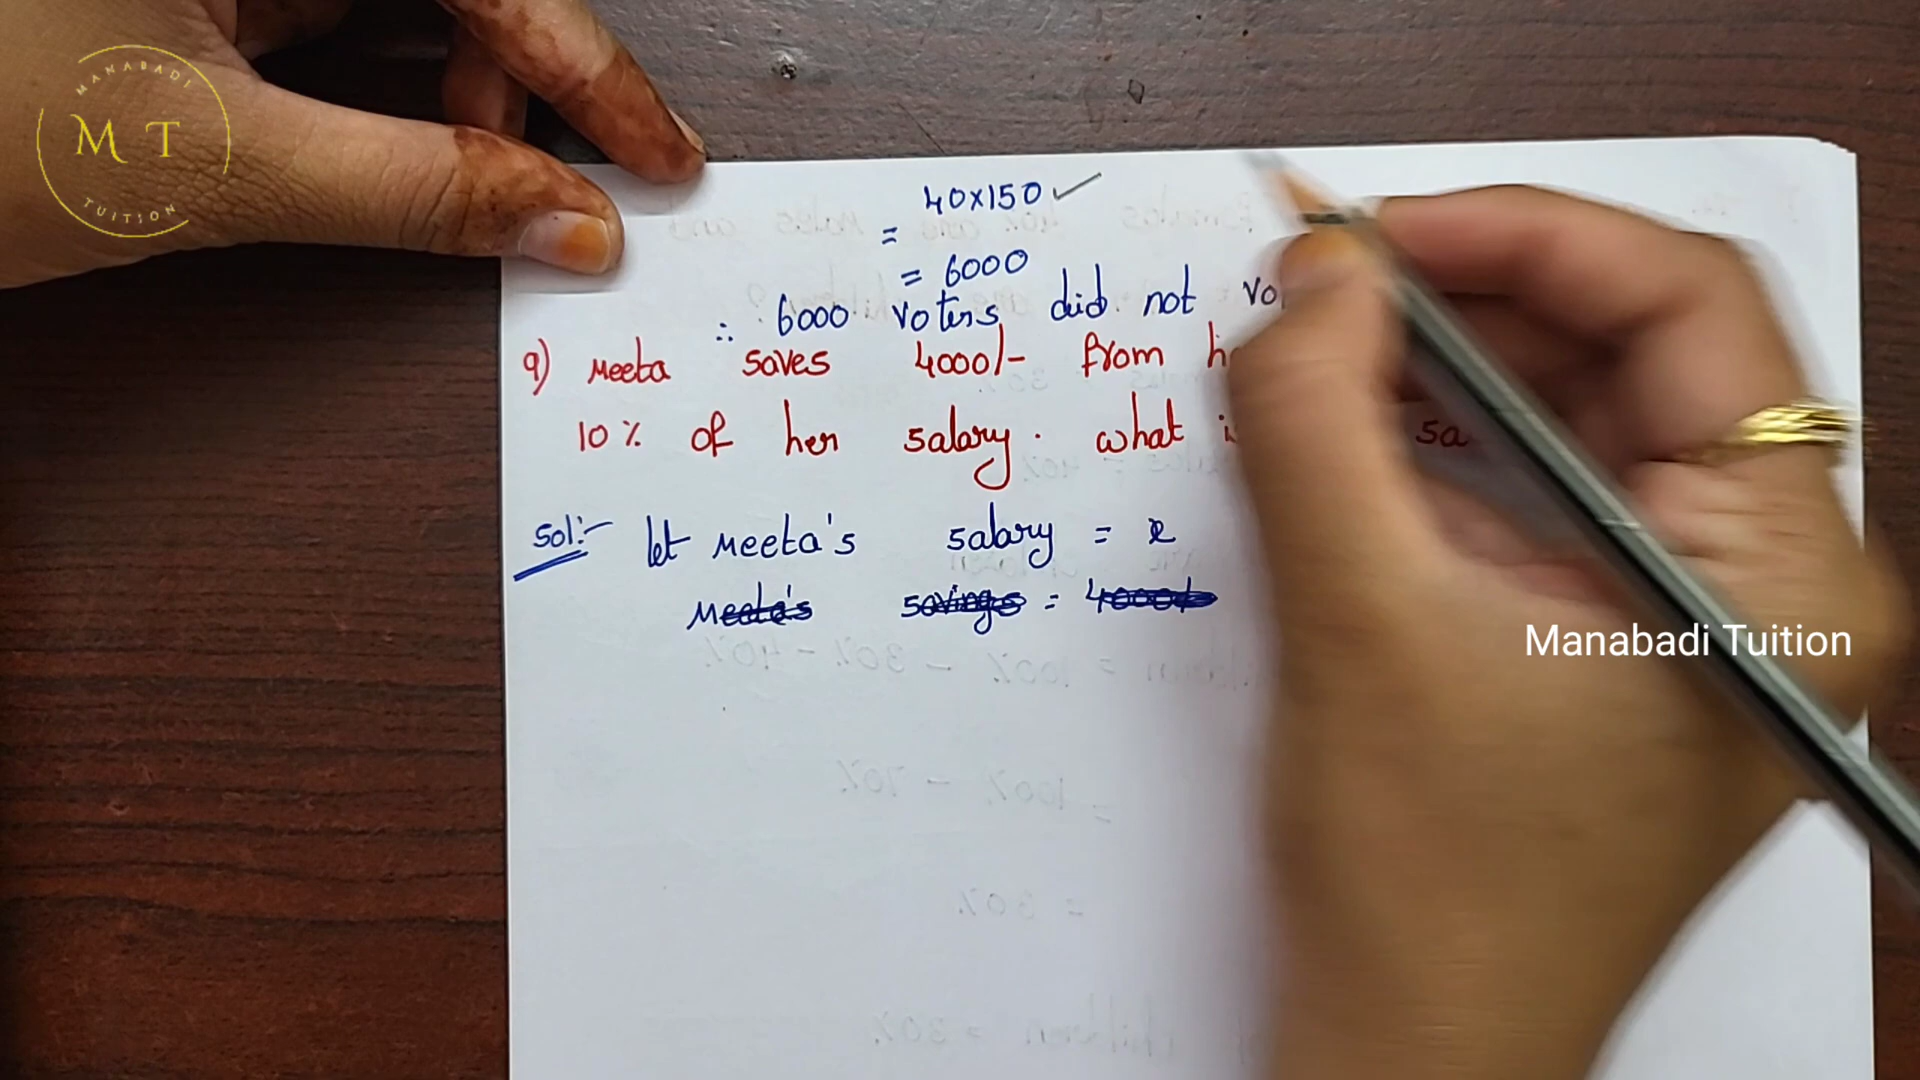 MANABADI
M T
TUITION
40x150 ✓
=
= 6000
∴ 6000 voters did not
9) Meeta saves 4000/- from
10% of her salary. what
Sol:- let Meeta's salary = x
Meeta's savings = 4000/-
Manabadi Tuition